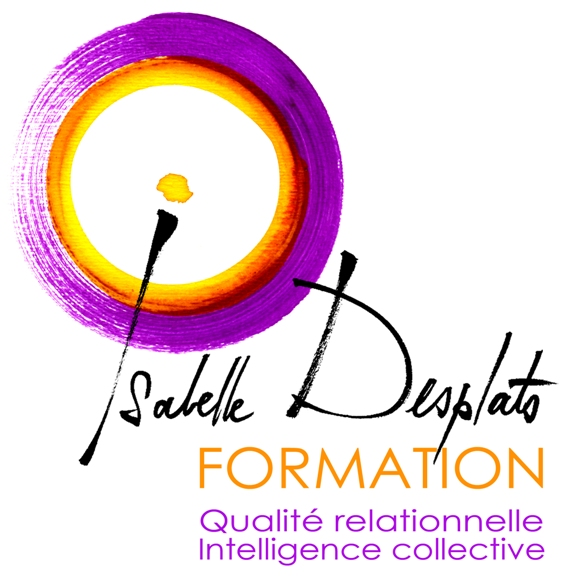 Isabelle Desplats
FORMATION
Qualité relationnelle
Intelligence collective